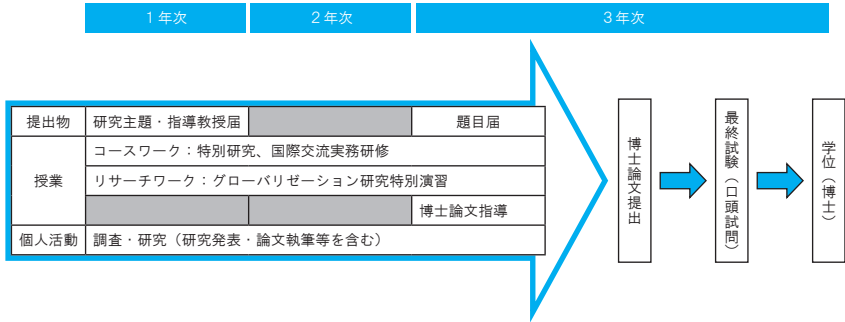 1年次
2年次
3年次
提出物
研究主題・指導教授届
題目届
授業
コースワーク：特別研究、国際交流実務研修
リサーチワーク：グローバリゼーション研究特別演習
博士論文指導
個人活動
調査・研究（研究発表・論文執筆等を含む）
博士論文提出
最終試験（口頭試問）
学位（博士）